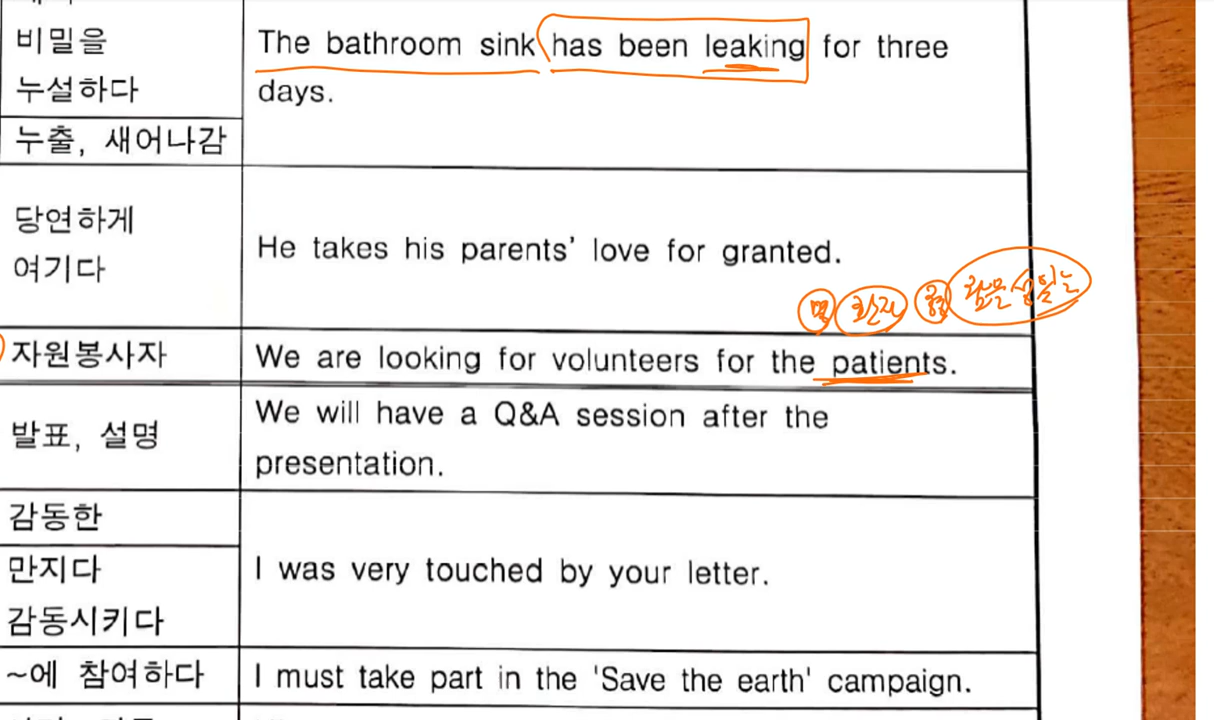 비밀을
누설하다
누출, 새어나감
The bathroom sink has been leaking for three
days.
당연하게
여기다
He takes his parents' love for granted.
명 환자 형
자원봉사자
We are looking for volunteers for the patients.
발표, 설명
We will have a Q&A session after the
presentation.
감동한
만지다
감동시키다
I was very touched by your letter.
~에 참여하다
I must take part in the 'Save the earth' campaign.